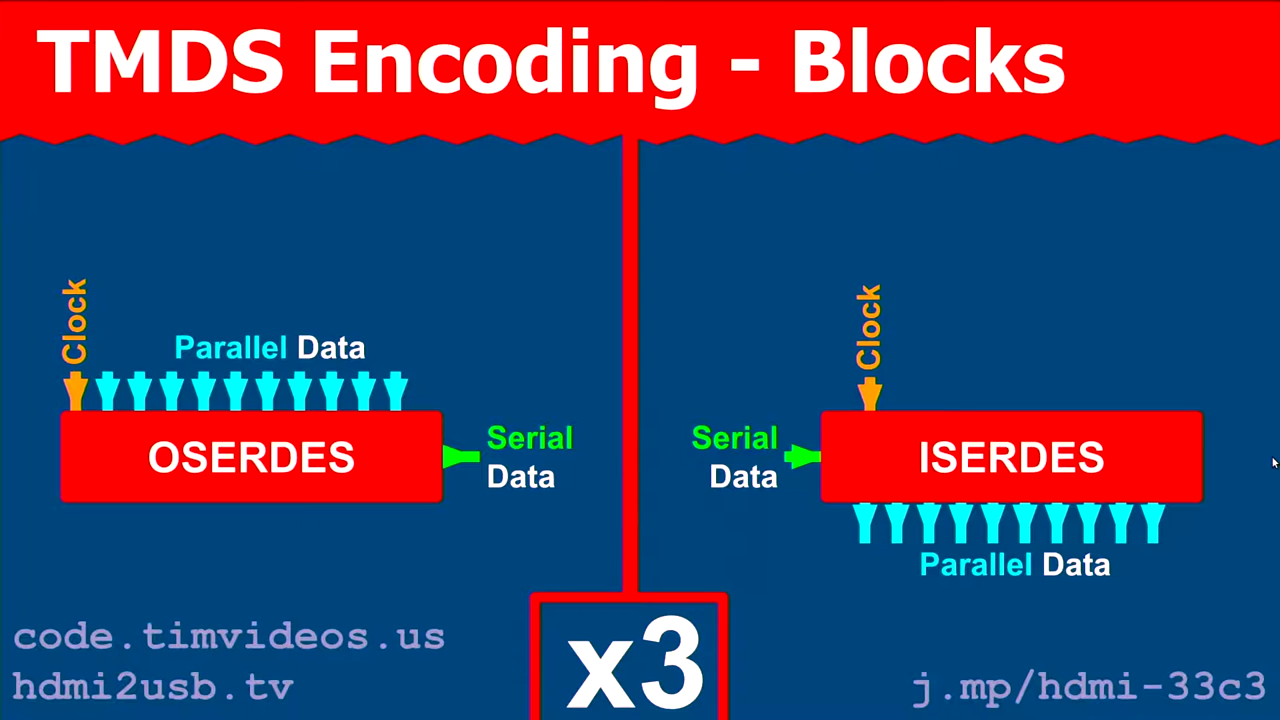 TMDS Encoding - Blocks
Clock
Parallel Data
OSERDES
Serial
Data
Clock
Serial
Data
ISERDES
Parallel Data
x3
code.timvideos.us
hdmi2usb.tv
j.mp/hdmi-33c3